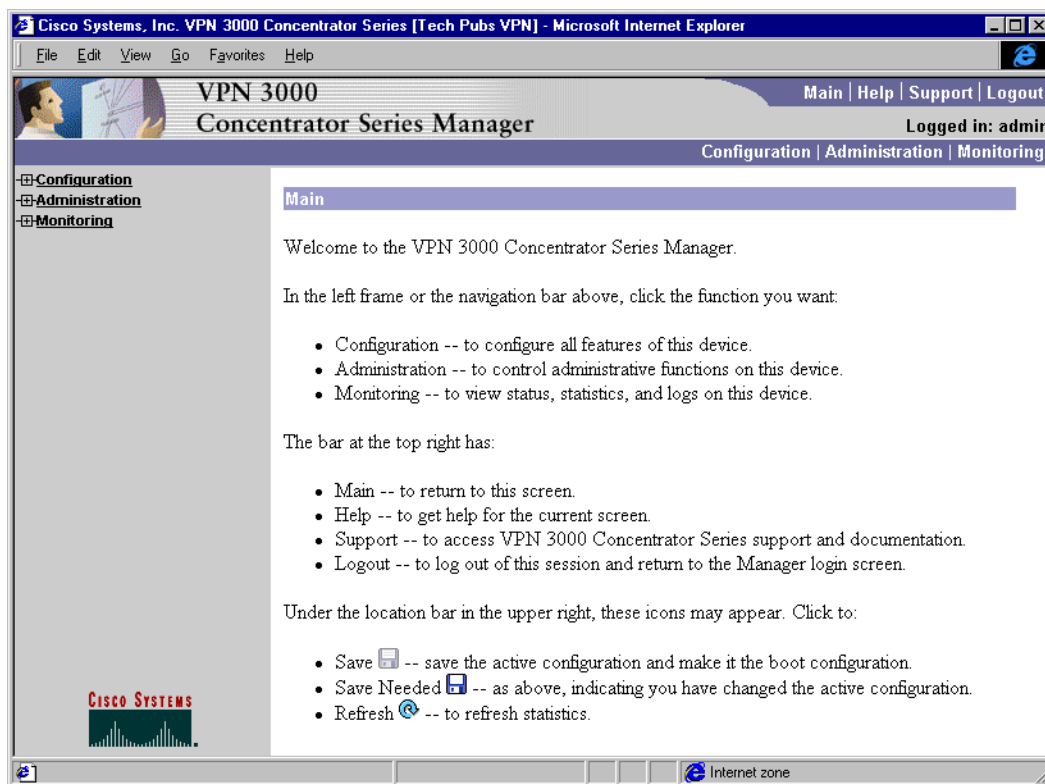 Cisco Systems, Inc. VPN 3000 Concentrator Series [Tech Pubs VPN] - Microsoft Internet Explorer
File Edit View Go Favorites Help
VPN 3000
Concentrator Series Manager
Main | Help | Support | Logout
Logged in: admin
Configuration | Administration | Monitoring
Configuration
Administration
Monitoring
Main
Welcome to the VPN 3000 Concentrator Series Manager.
In the left frame or the navigation bar above, click the function you want:
• Configuration -- to configure all features of this device.
• Administration -- to control administrative functions on this device.
• Monitoring -- to view status, statistics, and logs on this device.
The bar at the top right has:
• Main -- to return to this screen.
• Help -- to get help for the current screen.
• Support -- to access VPN 3000 Concentrator Series support and documentation.
• Logout -- to log out of this session and return to the Manager login screen.
Under the location bar in the upper right, these icons may appear. Click to:
• Save -- save the active configuration and make it the boot configuration.
• Save Needed -- as above, indicating you have changed the active configuration.
• Refresh -- to refresh statistics.
CISCO SYSTEMS
Internet zone